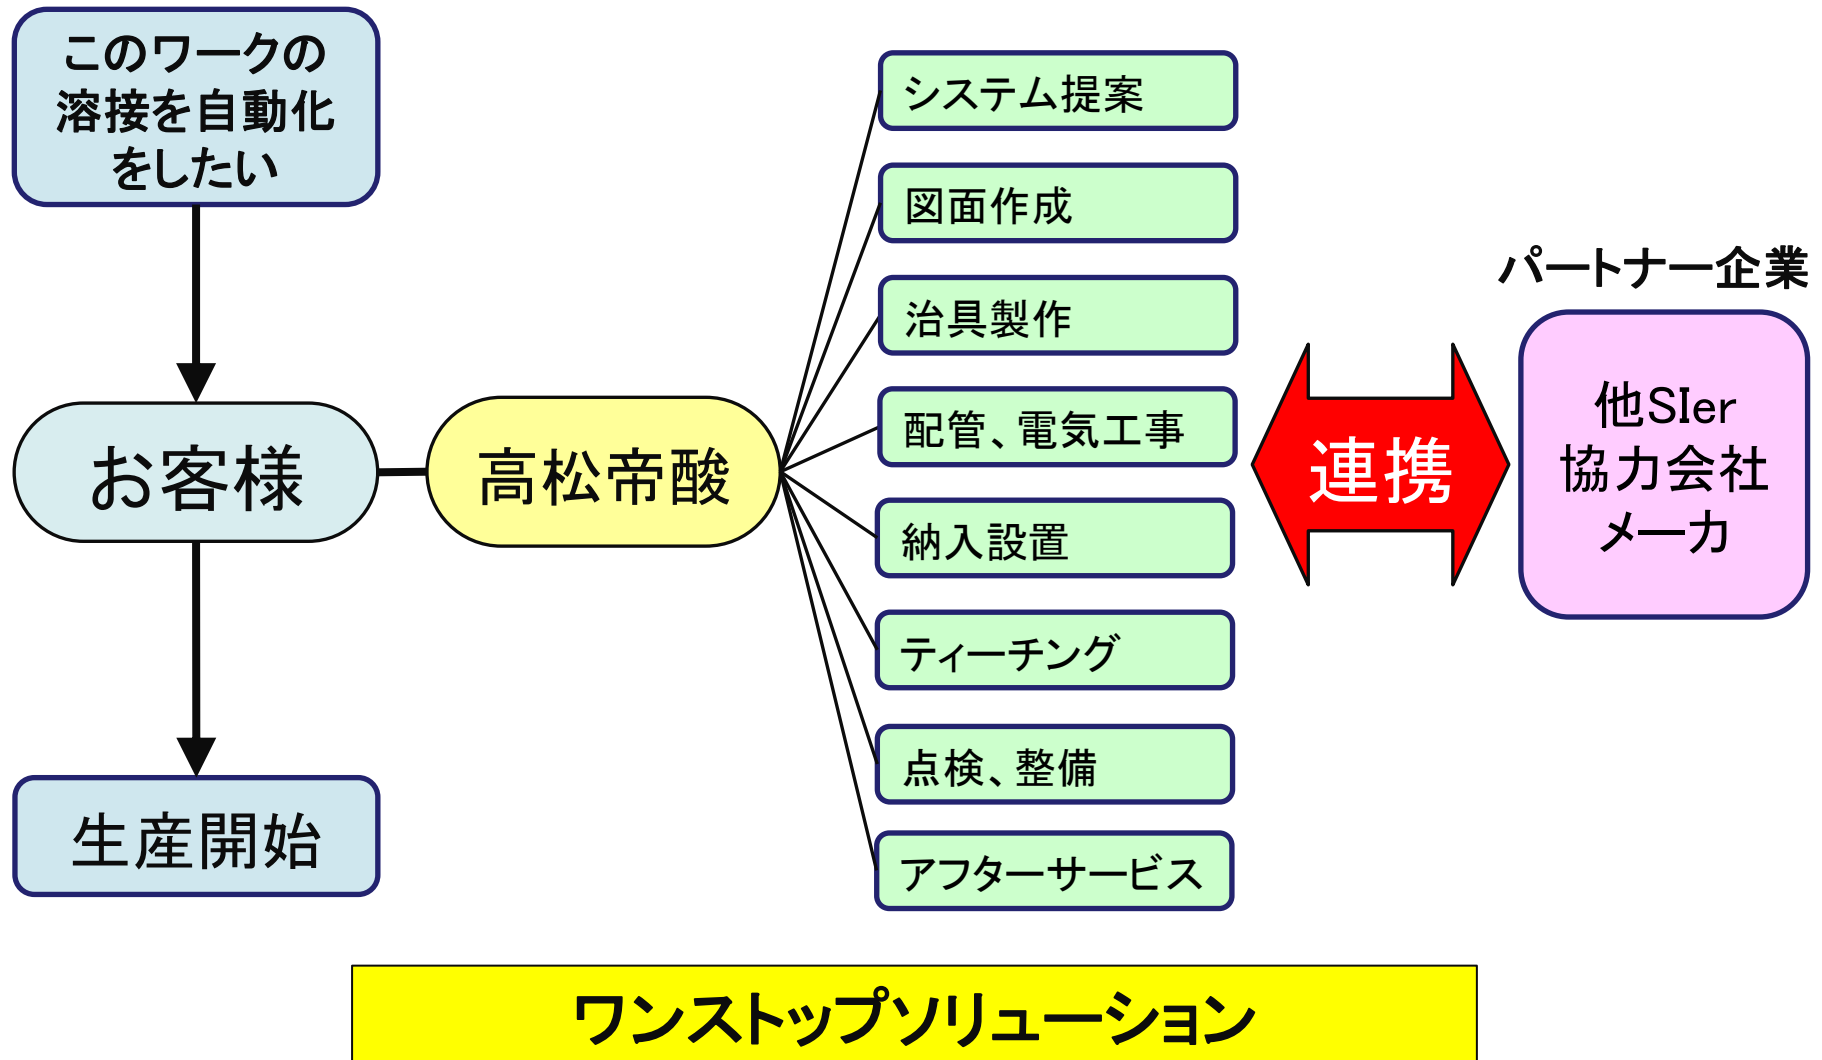 このワークの
溶接を自動化
をしたい
お客様
生産開始
高松帝酸
システム提案
図面作成
治具製作
配管、電気工事
納入設置
ティーチング
点検、整備
アフターサービス
連携
パートナー企業
他SIer
協力会社
メーカ
ワンストップソリューション